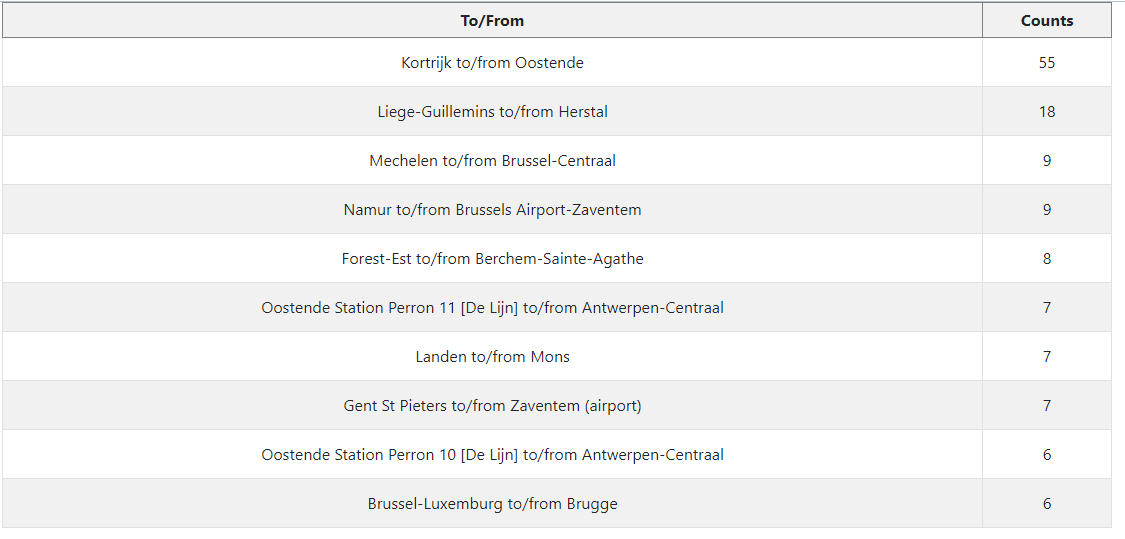 To/From Counts
Kortrijk to/from Oostende 55
Liege-Guillemins to/from Herstal 18
Mechelen to/from Brussel-Centraal 9
Namur to/from Brussels Airport-Zaventem 9
Forest-Est to/from Berchem-Sainte-Agathe 8
Oostende Station Perron 11 [De Lijn] to/from Antwerpen-Centraal 7
Landen to/from Mons 7
Gent St Pieters to/from Zaventem (airport) 7
Oostende Station Perron 10 [De Lijn] to/from Antwerpen-Centraal 6
Brussel-Luxemburg to/from Brugge 6